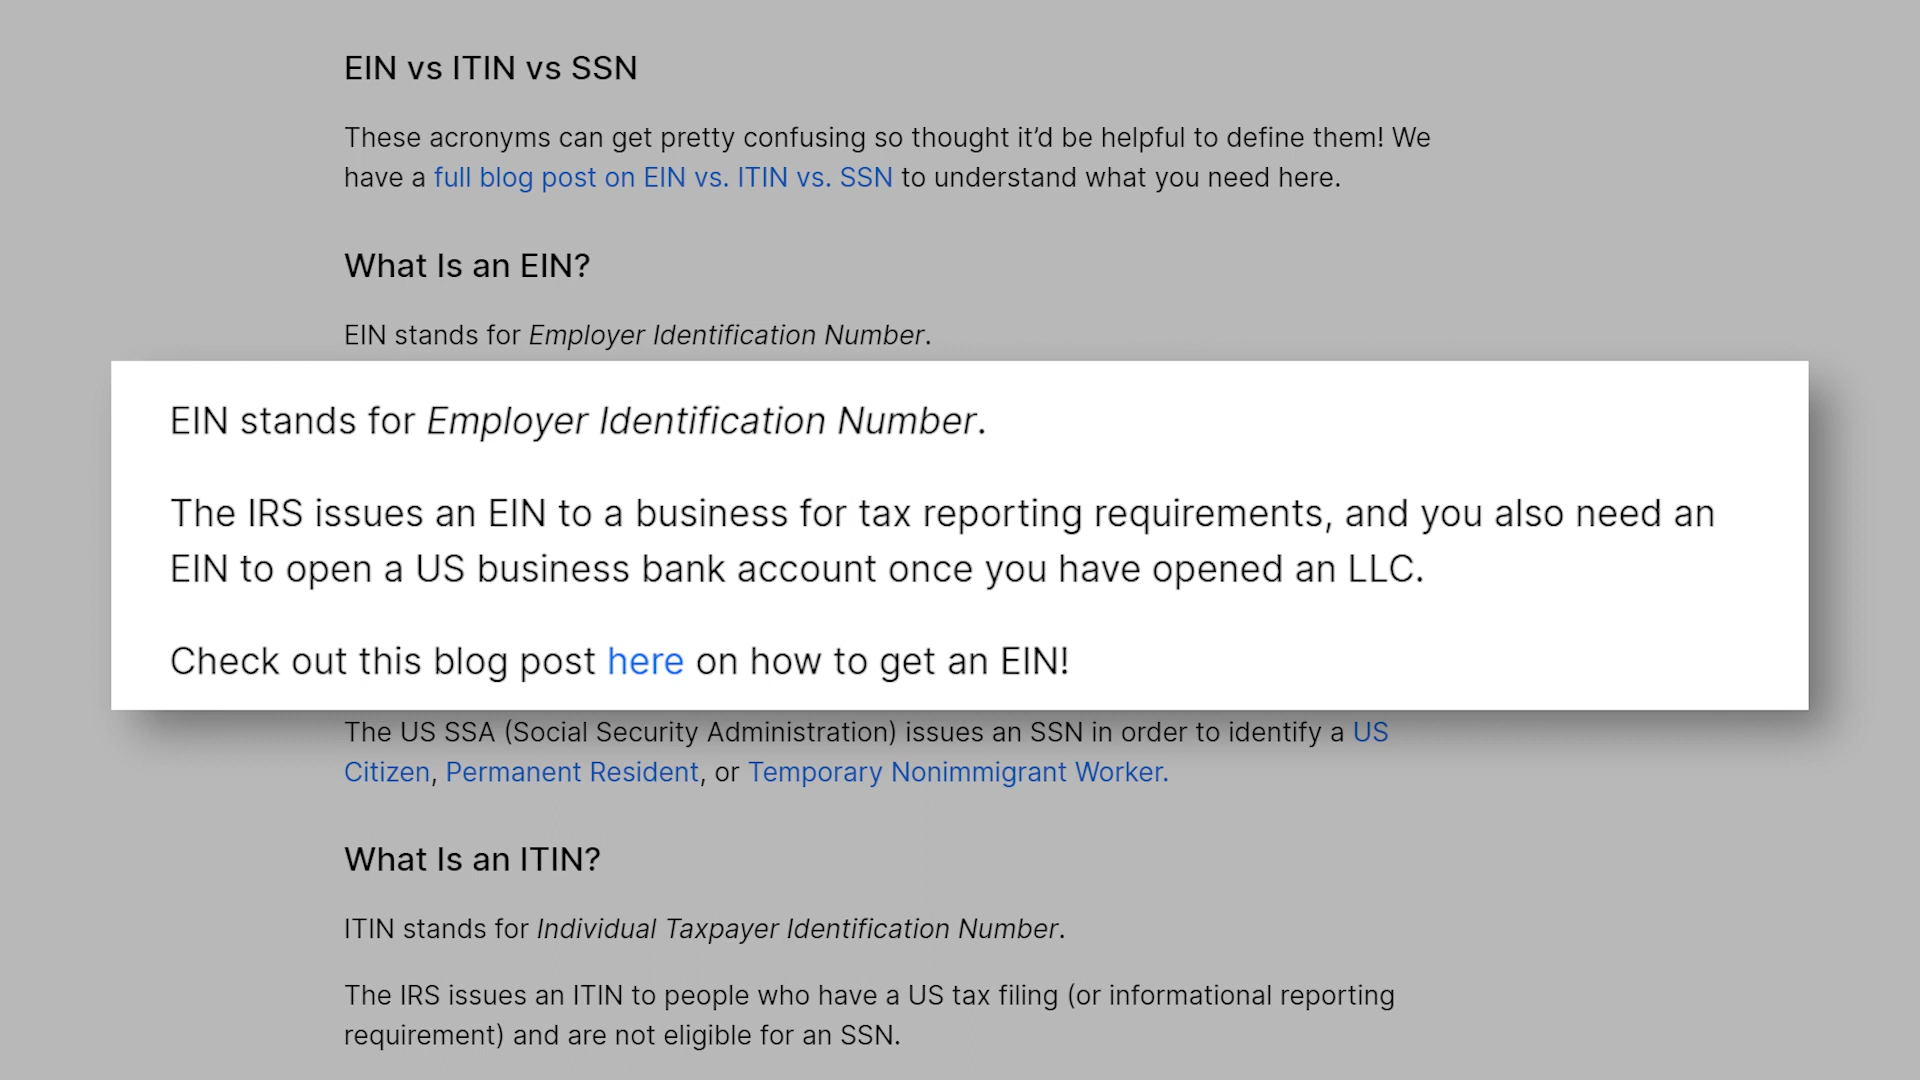 EIN vs ITIN vs SSN
These acronyms can get pretty confusing so thought it’d be helpful to define them! We
have a full blog post on EIN vs. ITIN vs. SSN to understand what you need here.
What Is an EIN?
EIN stands for Employer Identification Number.
EIN stands for Employer Identification Number.
The IRS issues an EIN to a business for tax reporting requirements, and you also need an
EIN to open a US business bank account once you have opened an LLC.
Check out this blog post here on how to get an EIN!
The US SSA (Social Security Administration) issues an SSN in order to identify a US
Citizen, Permanent Resident, or Temporary Nonimmigrant Worker.
What Is an ITIN?
ITIN stands for Individual Taxpayer Identification Number.
The IRS issues an ITIN to people who have a US tax filing (or informational reporting
requirement) and are not eligible for an SSN.